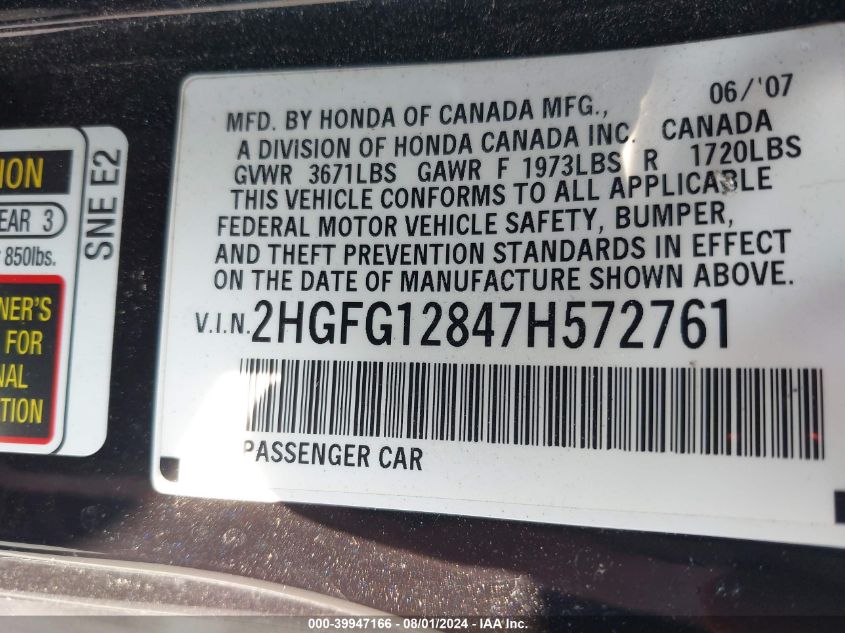 ION
EAR 3
850lbs.
NER'S
FOR
NAL
TION
SNE E2
MFD. BY HONDA OF CANADA MFG., 06/'07
A DIVISION OF HONDA CANADA INC. CANADA
GVWR 3671LBS GAWR F 1973LBS R 1720LBS
THIS VEHICLE CONFORMS TO ALL APPLICABLE
FEDERAL MOTOR VEHICLE SAFETY, BUMPER,
AND THEFT PREVENTION STANDARDS IN EFFECT
ON THE DATE OF MANUFACTURE SHOWN ABOVE.
V.I.N. 2HGFG12847H572761
PASSENGER CAR
000-39947166 - 08/01/2024 - IAA Inc.